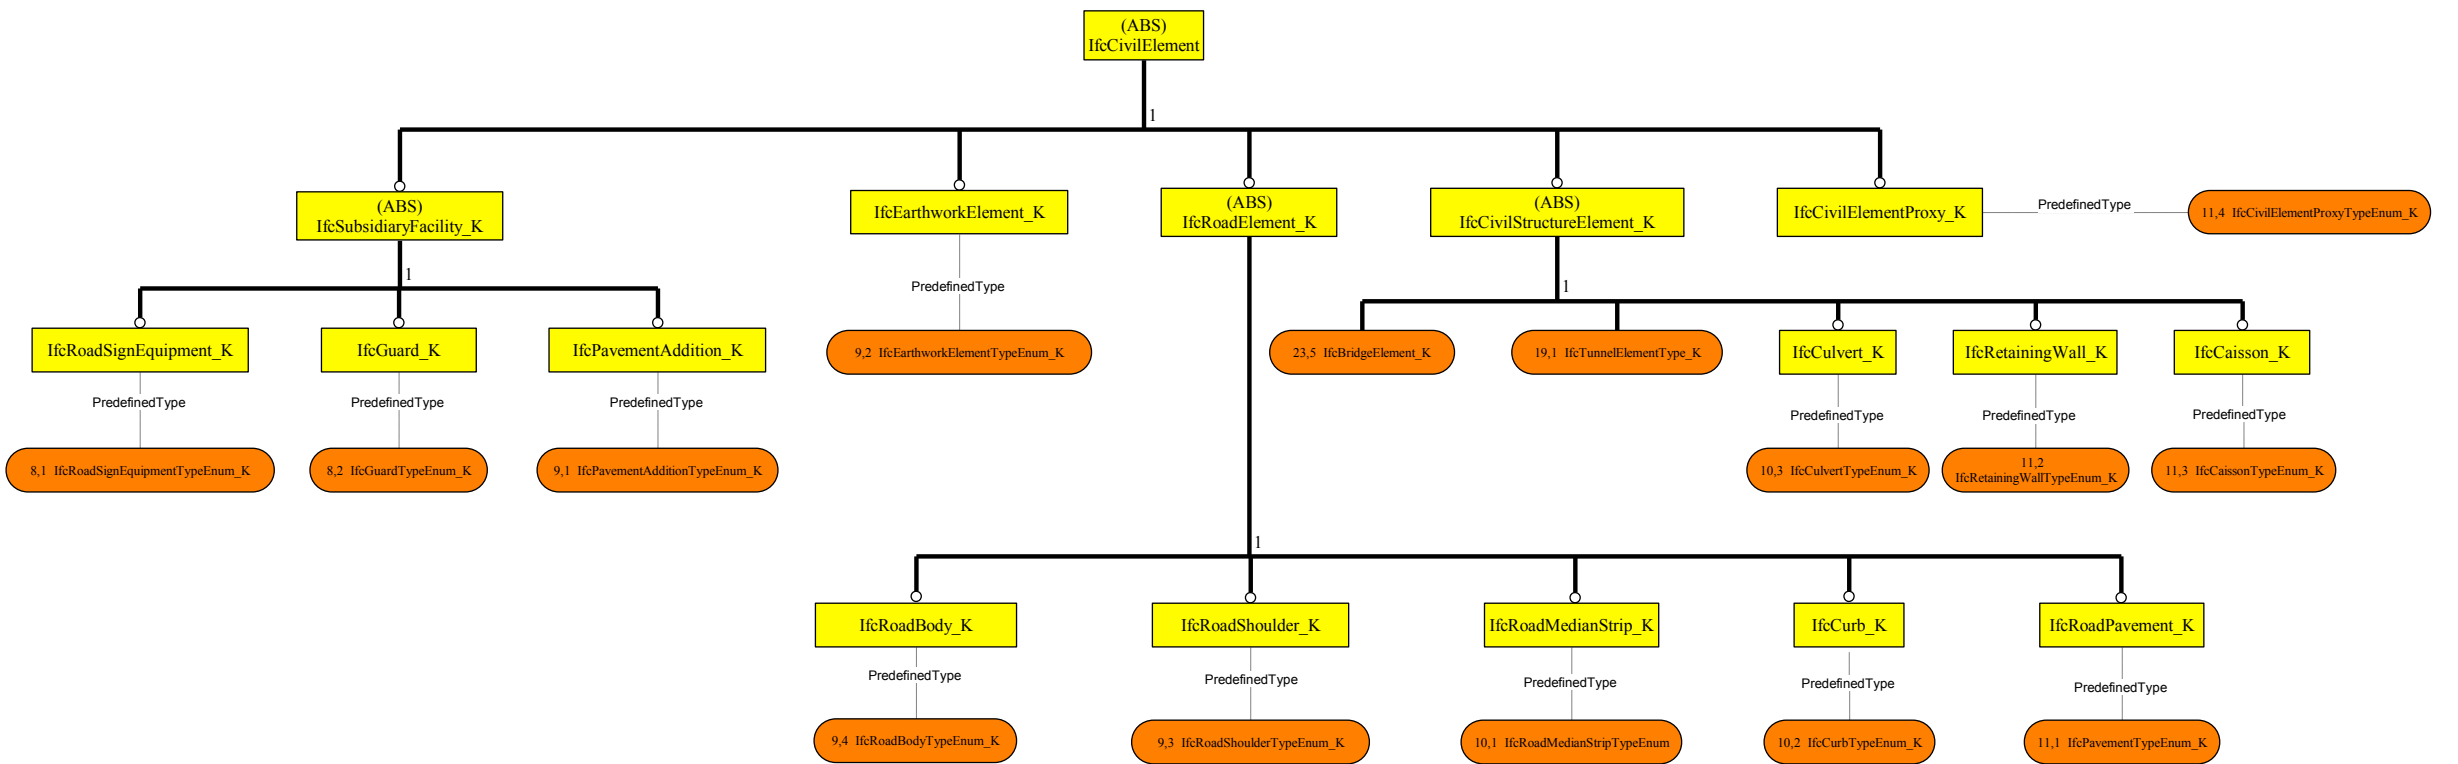 (ABS)
IfcCivilElement
1
(ABS)
IfcSubsidiaryFacility_K
IfcEarthworkElement_K
(ABS)
IfcRoadElement_K
(ABS)
IfcCivilStructureElement_K
IfcCivilElementProxy_K
PredefinedType
11,4 IfcCivilElementProxyTypeEnum_K
1
PredefinedType
1
IfcRoadSignEquipment_K
IfcGuard_K
IfcPavementAddition_K
9,2 IfcEarthworkElementTypeEnum_K
23,5 IfcBridgeElement_K
19,1 IfcTunnelElementType_K
IfcCulvert_K
IfcRetainingWall_K
IfcCaisson_K
PredefinedType
PredefinedType
PredefinedType
PredefinedType
PredefinedType
PredefinedType
8,1 IfcRoadSignEquipmentTypeEnum_K
8,2 IfcGuardTypeEnum_K
9,1 IfcPavementAdditionTypeEnum_K
10,3 IfcCulvertTypeEnum_K
11,2
IfcRetainingWallTypeEnum_K
11,3 IfcCaissonTypeEnum_K
1
IfcRoadBody_K
IfcRoadShoulder_K
IfcRoadMedianStrip_K
IfcCurb_K
IfcRoadPavement_K
PredefinedType
PredefinedType
PredefinedType
PredefinedType
PredefinedType
9,4 IfcRoadBodyTypeEnum_K
9,3 IfcRoadShoulderTypeEnum_K
10,1 IfcRoadMedianStripTypeEnum
10,2 IfcCurbTypeEnum_K
11,1 IfcPavementTypeEnum_K